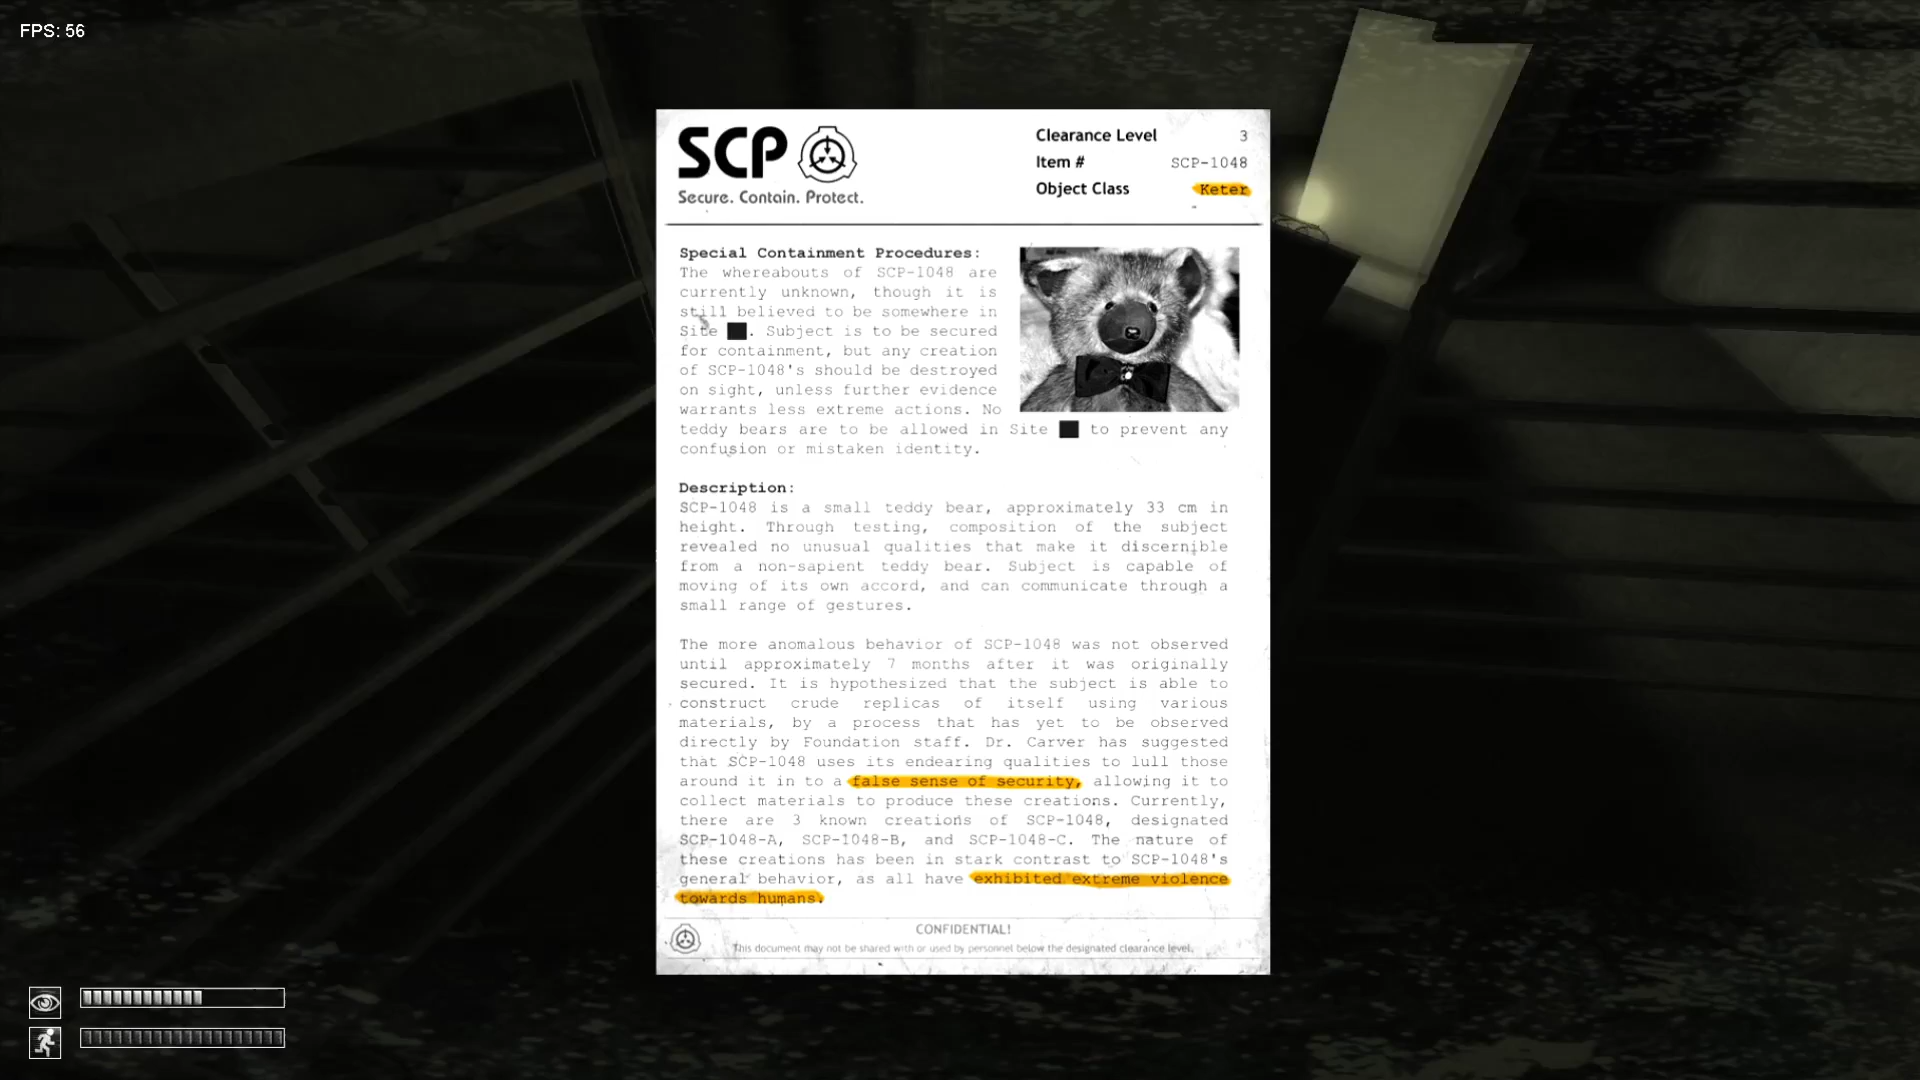 FPS: 56
SCP
Secure. Contain. Protect.
Clearance Level 3
Item # SCP-1048
Object Class Keter
Special Containment Procedures:
The whereabouts of SCP-1048 are
currently unknown, though it is
still believed to be somewhere in
Site ██. Subject is to be secured
for containment, but any creation
of SCP-1048's should be destroyed
on sight, unless further evidence
warrants less extreme actions. No
teddy bears are to be allowed in Site ██ to prevent any
confusion or mistaken identity.
Description:
SCP-1048 is a small teddy bear, approximately 33 cm in
height. Through testing, composition of the subject
revealed no unusual qualities that make it discernible
from a non-sapient teddy bear. Subject is capable of
moving of its own accord, and can communicate through a
small range of gestures.
The more anomalous behavior of SCP-1048 was not observed
until approximately 7 months after it was originally
secured. It is hypothesized that the subject is able to
construct crude replicas of itself using various
materials, by a process that has yet to be observed
directly by Foundation staff. Dr. Carver has suggested
that SCP-1048 uses its endearing qualities to lull those
around it in to a false sense of security, allowing it to
collect materials to produce these creations. Currently,
there are 3 known creations of SCP-1048, designated
SCP-1048-A, SCP-1048-B, and SCP-1048-C. The nature of
these creations has been in stark contrast to SCP-1048's
general behavior, as all have exhibited extreme violence
towards humans.
CONFIDENTIAL!
This document may not be shared with or used by personnel below the designated clearance level.